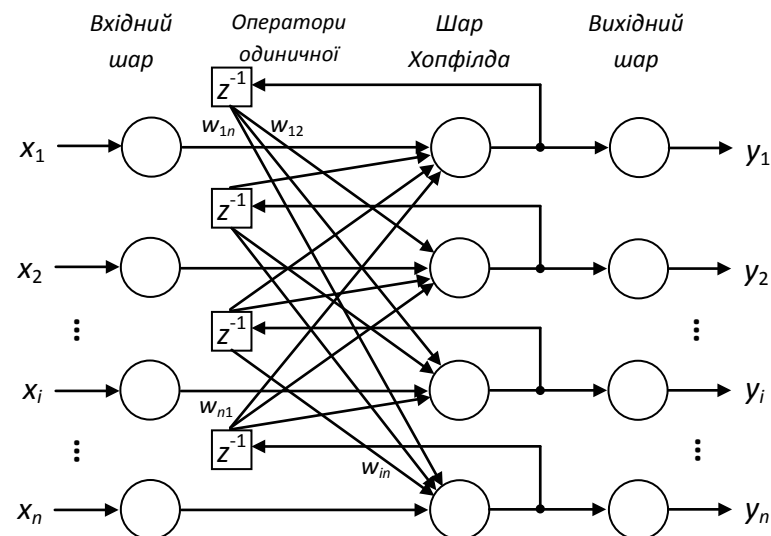 Вхідний шар
Оператори одиничної
Шар Хопфілда
Вихідний шар
z⁻¹
w₁ₙ w₁₂
x₁ y₁
z⁻¹
x₂ y₂
z⁻¹
xᵢ yᵢ
wₙ₁
z⁻¹
wᵢₙ
xₙ yₙ